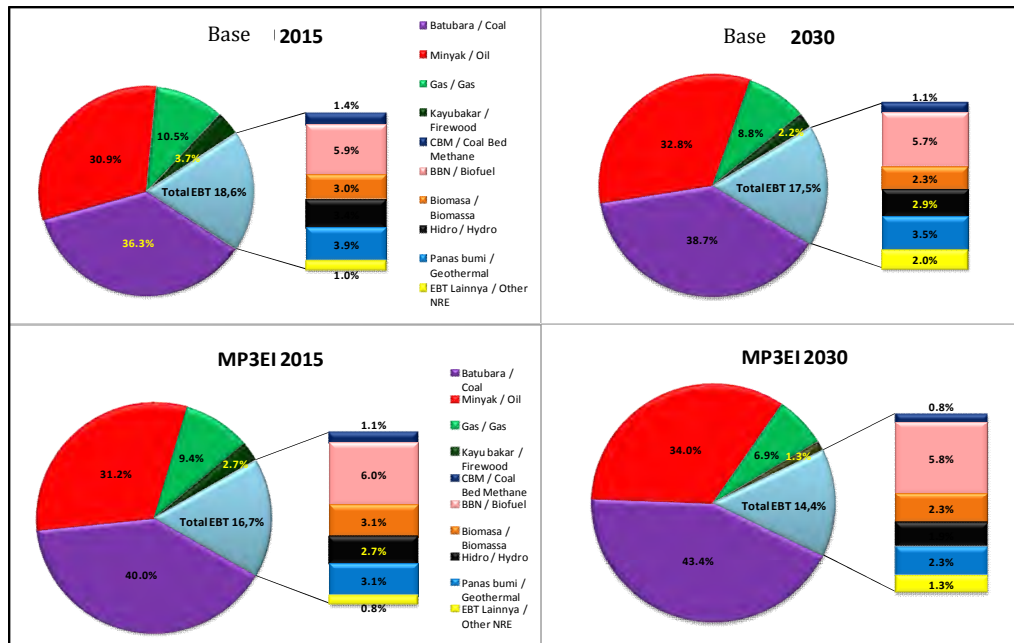 Base 2015
Batubara / Coal
Minyak / Oil
Gas / Gas
Kayubakar /
Firewood
CBM / Coal Bed
Methane
BBN / Biofuel
Biomasa /
Biomassa
Hidro / Hydro
Panas bumi /
Geothermal
EBT Lainnya / Other
NRE
30.9%
10.5%
3.7%
Total EBT 18,6%
36.3%
1.4%
5.9%
3.0%
3.9%
1.0%
Base 2030
32.8%
8.8%
2.2%
Total EBT 17,5%
38.7%
1.1%
5.7%
2.3%
2.9%
3.5%
2.0%
MP3EI 2015
Batubara /
Coal
Minyak / Oil
Gas / Gas
Kayu bakar /
Firewood
CBM / Coal
Bed Methane
BBN / Biofuel
Biomasa /
Biomassa
Hidro / Hydro
Panas bumi /
Geothermal
EBT Lainnya /
Other NRE
31.2%
9.4%
2.7%
Total EBT 16,7%
40.0%
1.1%
6.0%
3.1%
2.7%
3.1%
0.8%
MP3EI 2030
34.0%
6.9%
1.3%
Total EBT 14,4%
43.4%
0.8%
5.8%
2.3%
2.3%
1.3%